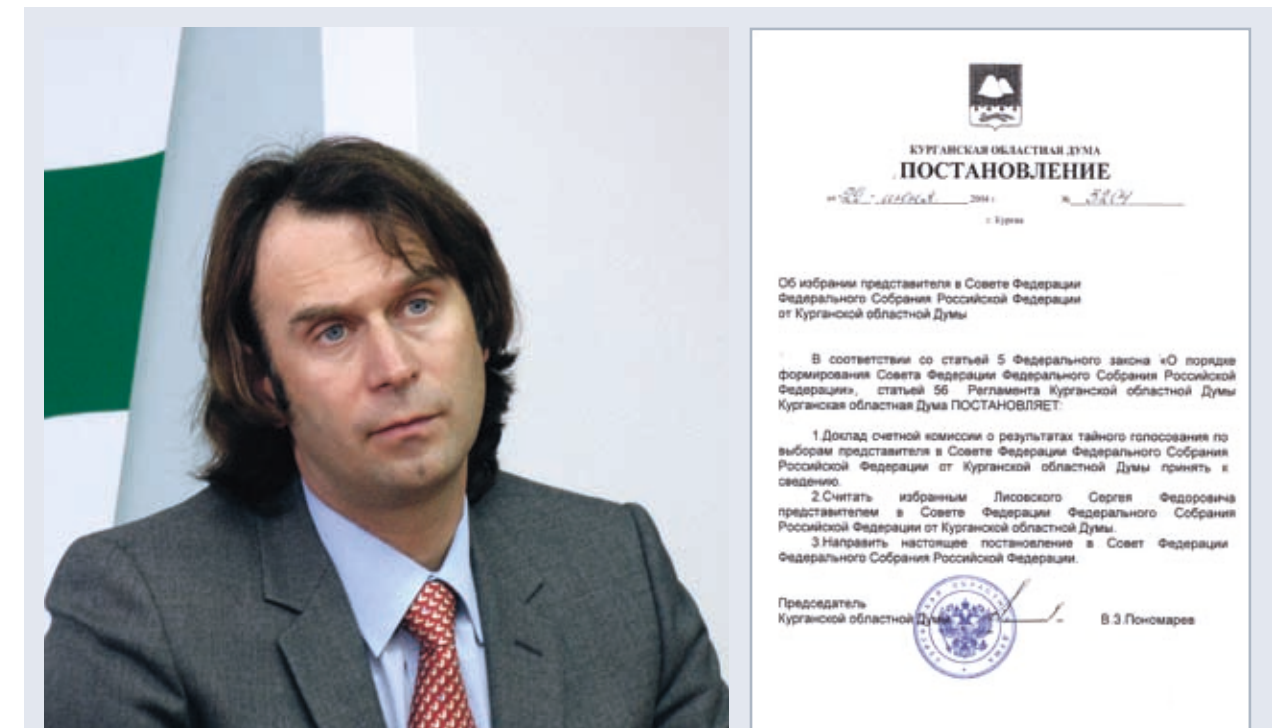 КУРГАНСКАЯ ОБЛАСТНАЯ ДУМА
ПОСТАНОВЛЕНИЕ
от 2004 г. № 3204
г. Курган
Об избрании представителя в Совете Федерации
Федерального Собрания Российской Федерации
от Курганской областной Думы
В соответствии со статьей 5 Федерального закона «О порядке
формирования Совета Федерации Федерального Собрания Российской
Федерации», статьей 56 Регламента Курганской областной Думы
Курганская областная Дума ПОСТАНОВЛЯЕТ:
1.Доклад счетной комиссии о результатах тайного голосования по
выборам представителя в Совете Федерации Федерального Собрания
Российской Федерации от Курганской областной Думы принять к
сведению.
2.Считать избранным Лисовского Сергея Федоровича
представителем в Совете Федерации Федерального Собрания
Российской Федерации от Курганской областной Думы.
3.Направить настоящее постановление в Совет Федерации
Федерального Собрания Российской Федерации.
Председатель
Курганской областной Думы В.З.Пономарев